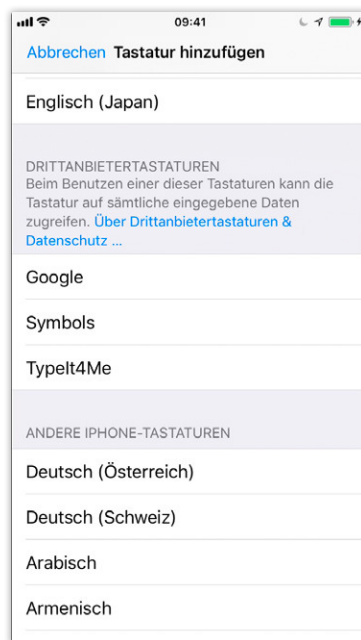 09:41
Abbrechen Tastatur hinzufügen
Englisch (Japan)
DRITTANBIETERTASTATUREN
Beim Benutzen einer dieser Tastaturen kann die
Tastatur auf sämtliche eingegebene Daten
zugreifen. Über Drittanbietertastaturen &
Datenschutz ...
Google
Symbols
TypeIt4Me
ANDERE IPHONE-TASTATUREN
Deutsch (Österreich)
Deutsch (Schweiz)
Arabisch
Armenisch